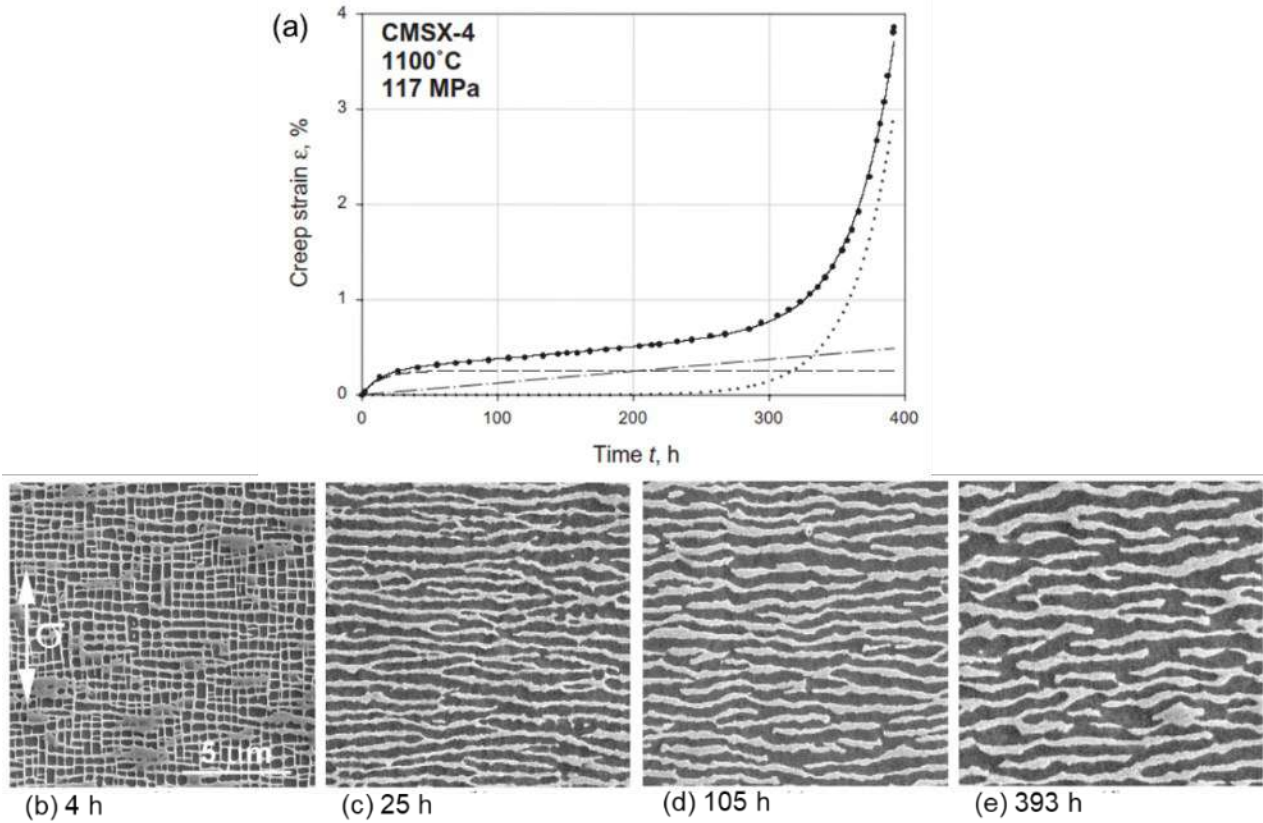 (a)
CMSX-4
1100˚C
117 MPa
Creep strain ε, %
4
3
2
1
0
0 100 200 300 400
Time t, h
σ
5 μm
(b) 4 h (c) 25 h (d) 105 h (e) 393 h